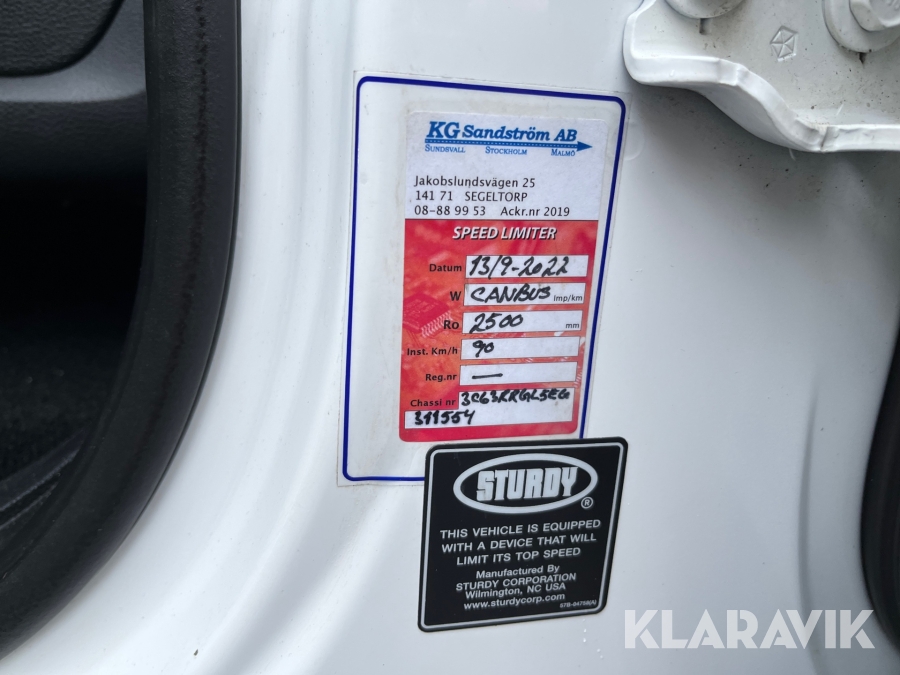 KG Sandström AB
SUNDSVALL STOCKHOLM MALMÖ
Jakobslundsvägen 25
141 71 SEGELTORP
08-88 99 53 Ackr.nr 2019
SPEED LIMITER
Datum 13/9-2022
W CANBUS Imp/km
Ro 2500 mm
Inst. Km/h 90
Reg.nr —
Chassi nr 3C63RRGL5EG
311554
STURDY®
THIS VEHICLE IS EQUIPPED
WITH A DEVICE THAT WILL
LIMIT ITS TOP SPEED
Manufactured By
STURDY CORPORATION
Wilmington, NC USA
www.sturdycorp.com
57B-04758(A)
KLARAVIK